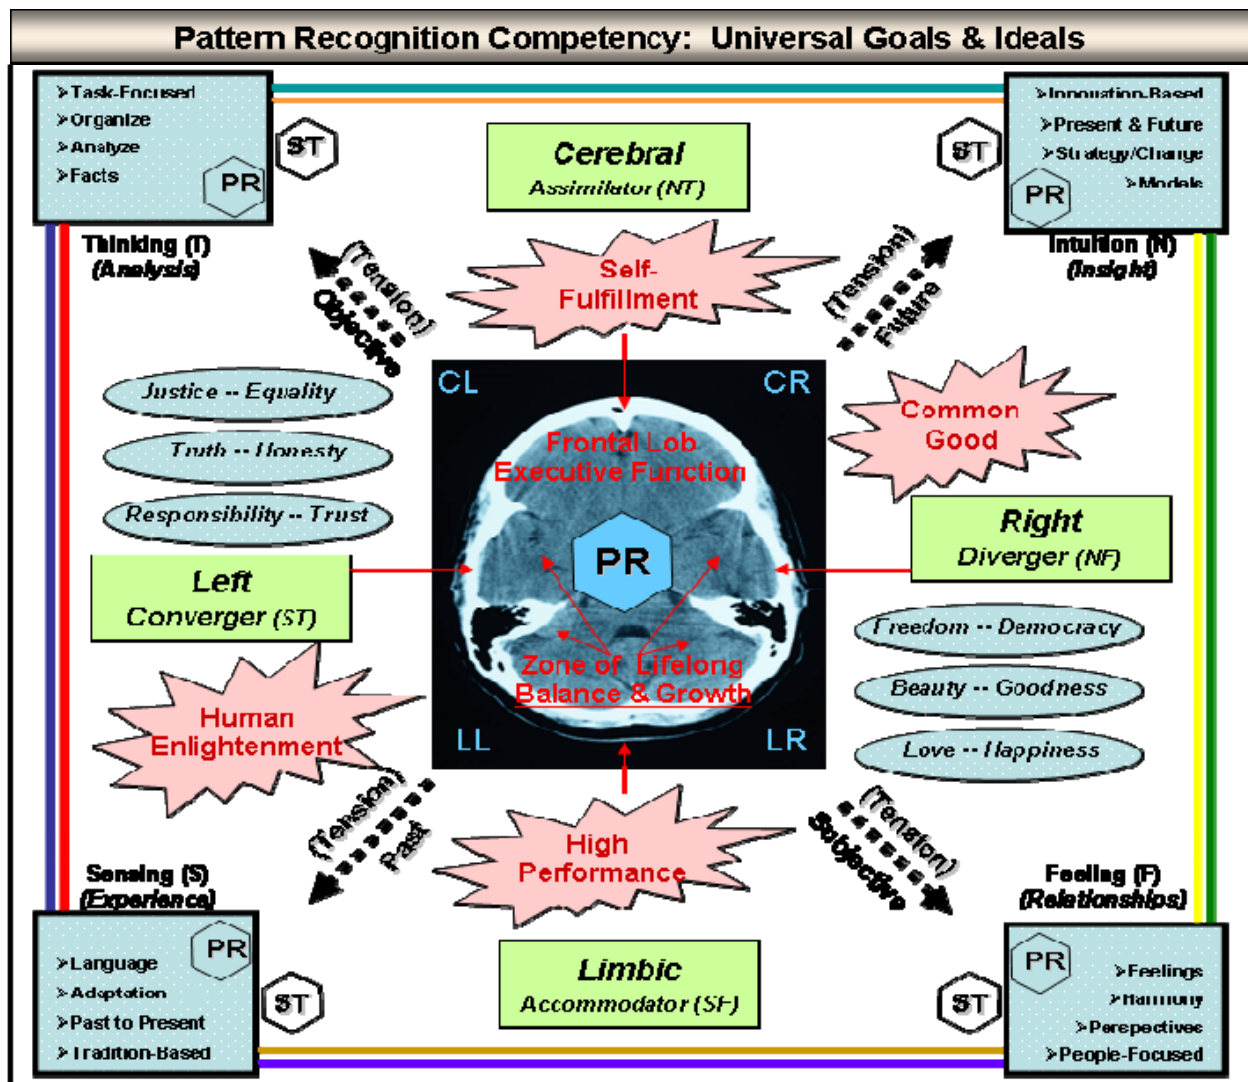 Pattern Recognition Competency: Universal Goals & Ideals
➢Task-Focused
➢Organize
➢Analyze
➢Facts
PR
ST
Thinking (T)
(Analysis)
Cerebral
Assimilator (NT)
ST
➢Innovation-Based
➢Present & Future
➢Strategy/Change
➢Models
PR
Intuition (N)
(Insight)
(Tension)
Objective
Self-
Fulfillment
(Tension)
Future
Justice -- Equality
Truth -- Honesty
Responsibility -- Trust
CL
CR
Frontal Lob
Executive Function
PR
Zone of Lifelong
Balance & Growth
LL
LR
Common
Good
Left
Converger (ST)
Right
Diverger (NF)
Freedom -- Democracy
Beauty -- Goodness
Love -- Happiness
Human
Enlightenment
(Tension)
Past
High
Performance
(Tension)
Subjective
Sensing (S)
(Experience)
PR
➢Language
➢Adaptation
➢Past to Present
➢Tradition-Based
ST
Limbic
Accommodator (SF)
ST
Feeling (F)
(Relationships)
PR
➢Feelings
➢Harmony
➢Perspectives
➢People-Focused